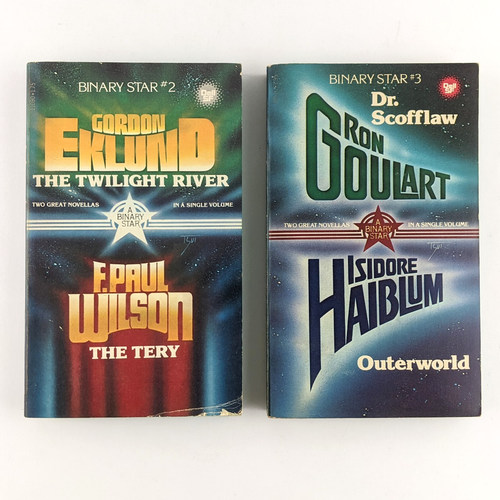 BINARY STAR #2
GORDON
EKLUND
THE TWILIGHT RIVER
TWO GREAT NOVELLAS
IN A SINGLE VOLUME
A
BINARY
STAR
F. PAUL
WILSON
THE TERY
BINARY STAR #3
Dell
Dr.
Scofflaw
RON
GOULART
TWO GREAT NOVELLAS
IN A SINGLE VOLUME
A
BINARY
STAR
ISIDORE
HAIBLUM
Outerworld